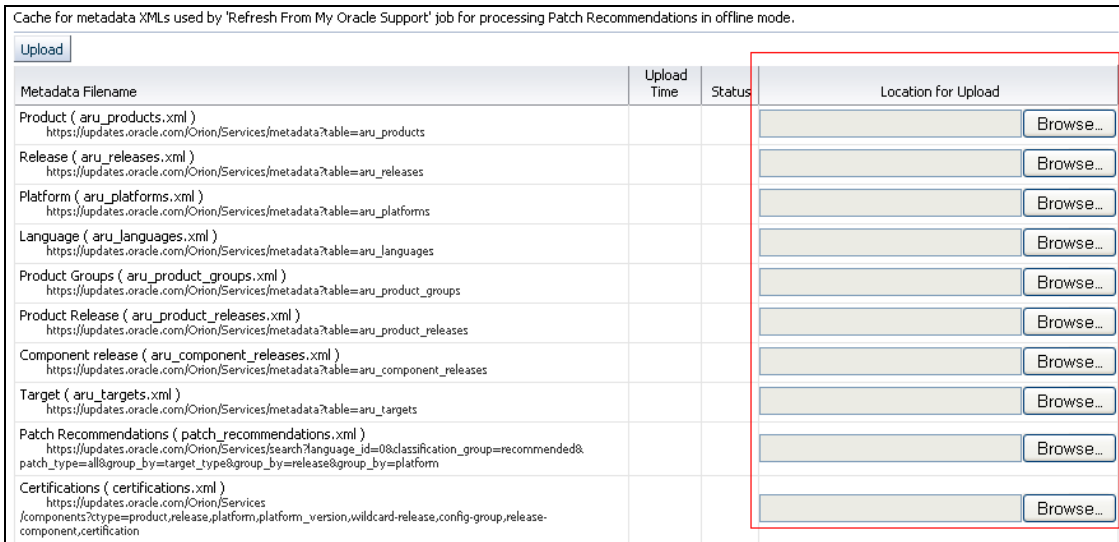 Cache for metadata XMLs used by 'Refresh From My Oracle Support' job for processing Patch Recommendations in offline mode.
Upload
Metadata Filename
Upload
Time
Status
Location for Upload
Product ( aru_products.xml )
https://updates.oracle.com/Orion/Services/metadata?table=aru_products
Browse...
Release ( aru_releases.xml )
https://updates.oracle.com/Orion/Services/metadata?table=aru_releases
Browse...
Platform ( aru_platforms.xml )
https://updates.oracle.com/Orion/Services/metadata?table=aru_platforms
Browse...
Language ( aru_languages.xml )
https://updates.oracle.com/Orion/Services/metadata?table=aru_languages
Browse...
Product Groups ( aru_product_groups.xml )
https://updates.oracle.com/Orion/Services/metadata?table=aru_product_groups
Browse...
Product Release ( aru_product_releases.xml )
https://updates.oracle.com/Orion/Services/metadata?table=aru_product_releases
Browse...
Component release ( aru_component_releases.xml )
https://updates.oracle.com/Orion/Services/metadata?table=aru_component_releases
Browse...
Target ( aru_targets.xml )
https://updates.oracle.com/Orion/Services/metadata?table=aru_targets
Browse...
Patch Recommendations ( patch_recommendations.xml )
https://updates.oracle.com/Orion/Services/search?language_id=0&classification_group=recommended&
patch_type=all&group_by=target_type&group_by=release&group_by=platform
Browse...
Certifications ( certifications.xml )
https://updates.oracle.com/Orion/Services
/components?ctype=product,release,platform,platform_version,wildcard-release,config-group,release-
component,certification
Browse...